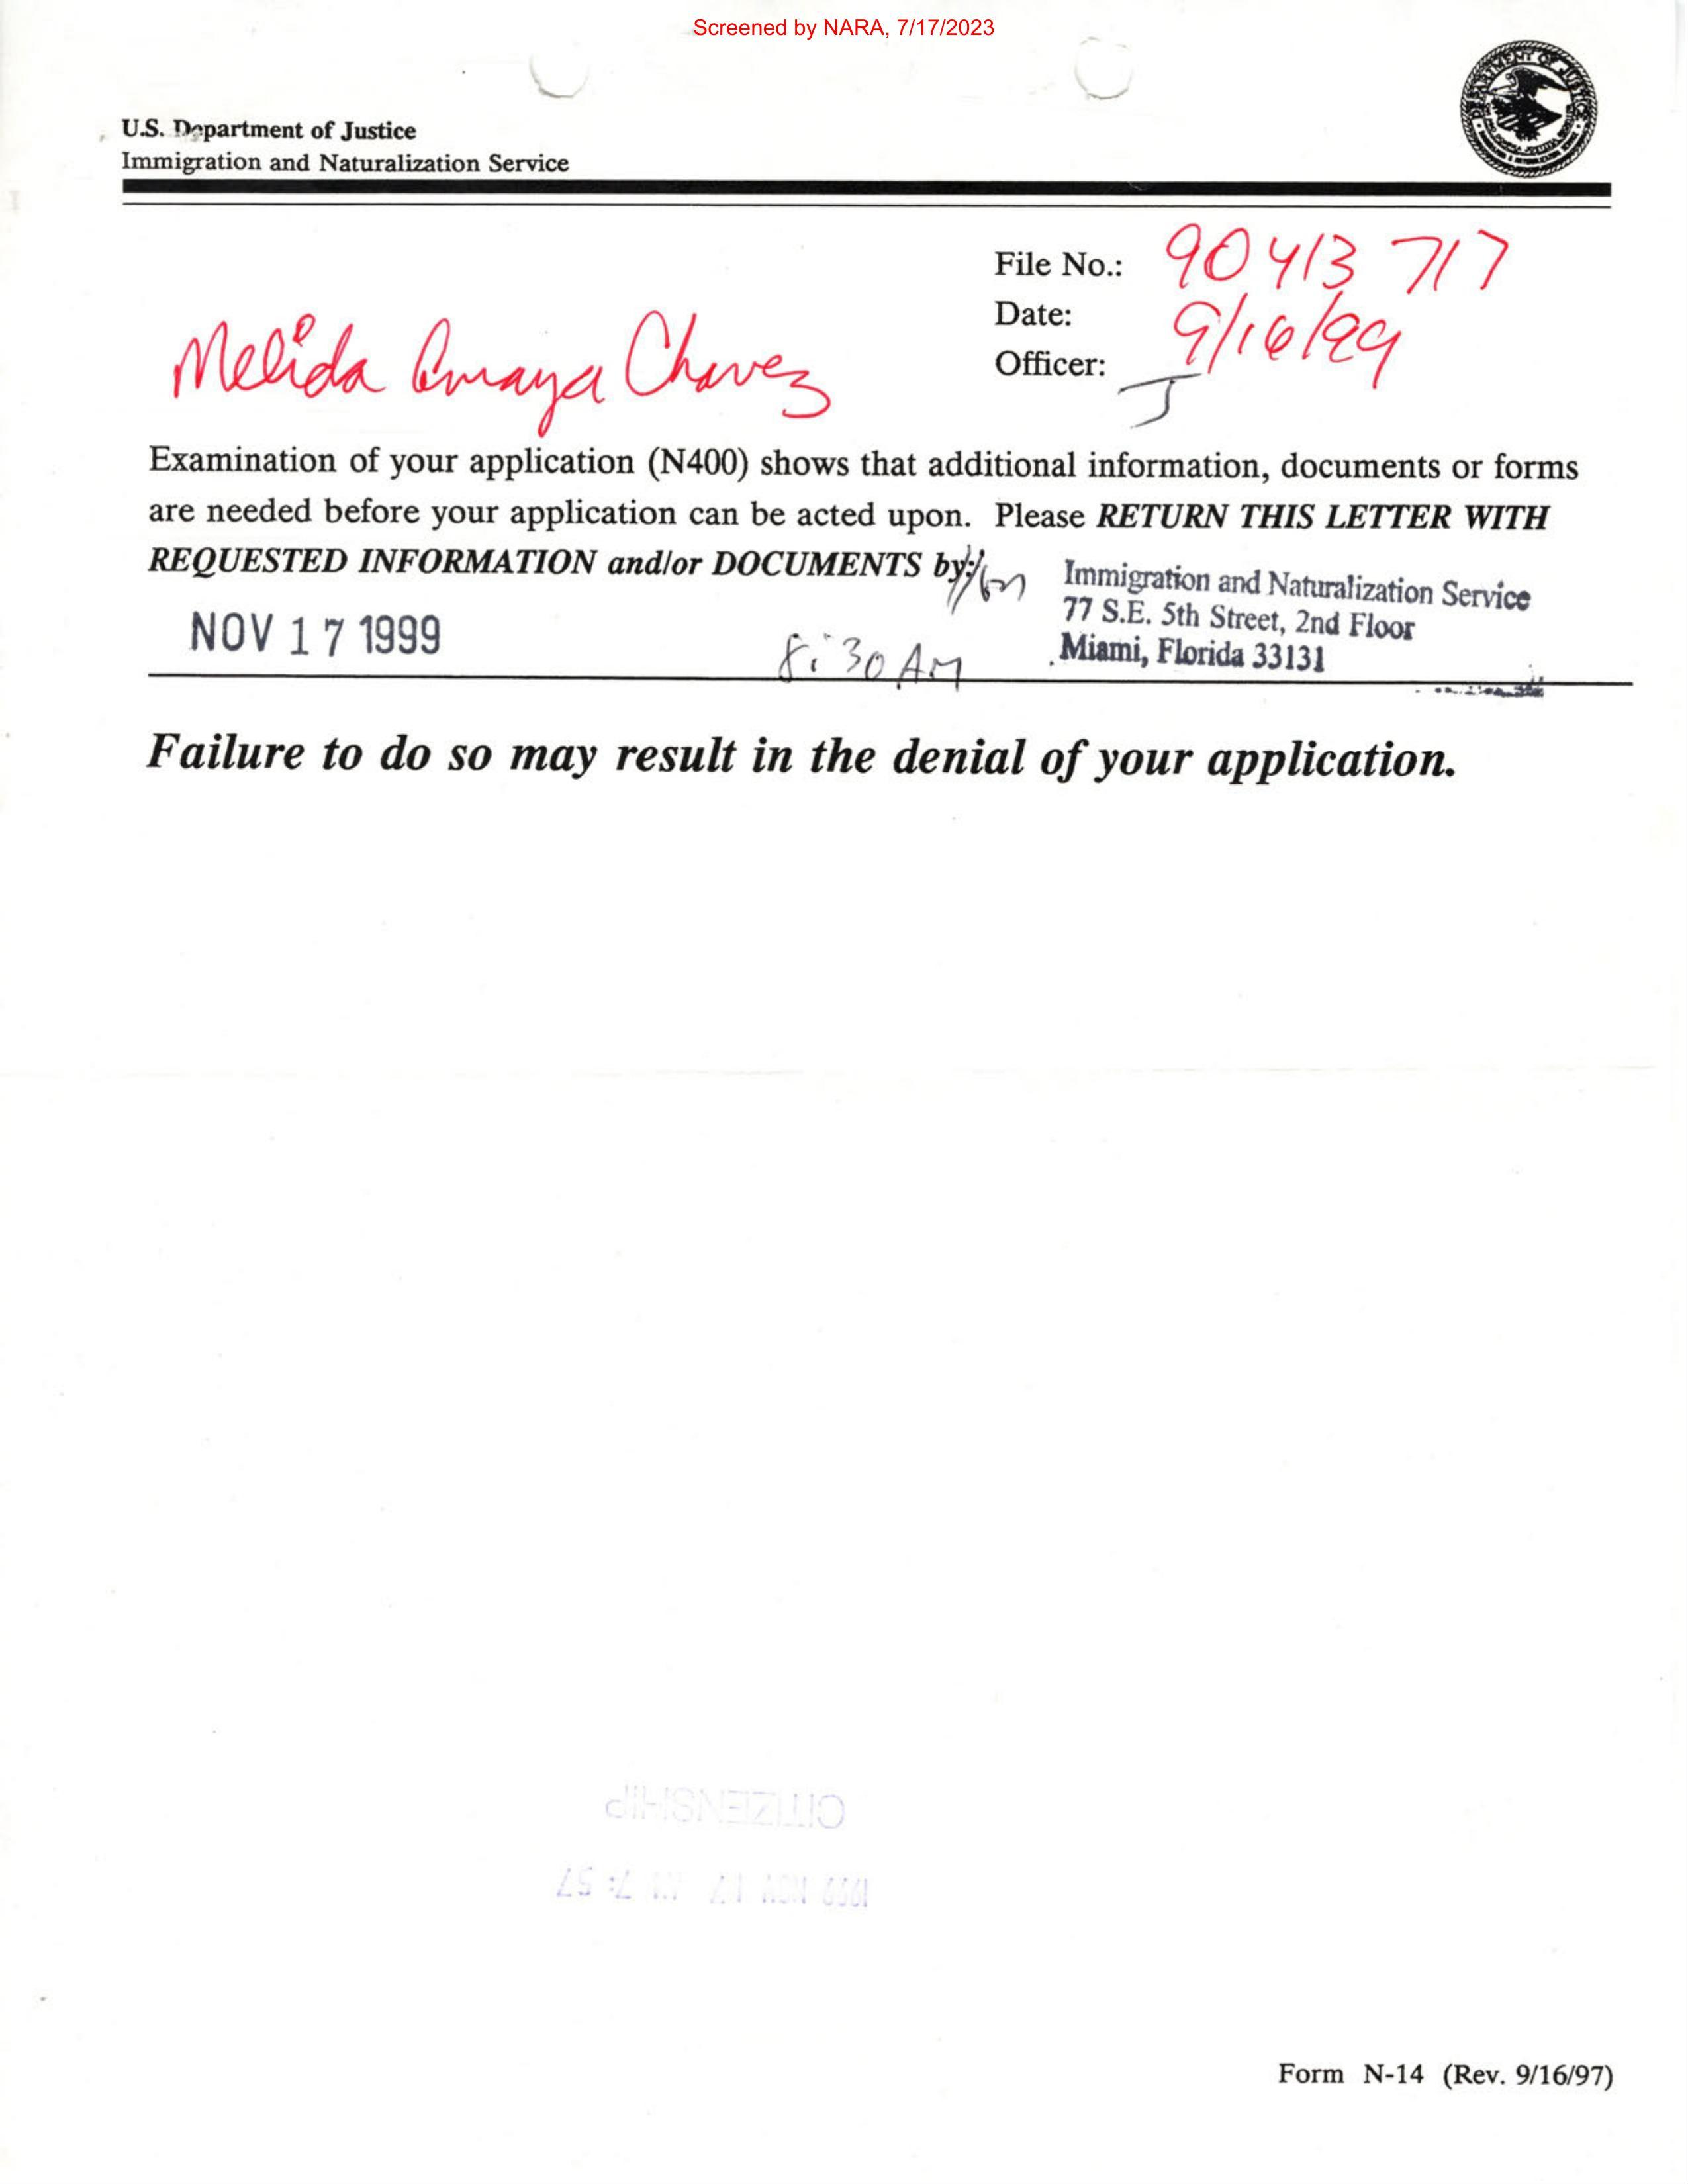 Screened by NARA, 7/17/2023
U.S. Department of Justice
Immigration and Naturalization Service
File No.: 90413 717
Date: 9/16/99
Officer: J
Melida Amaya Chavez
Examination of your application (N400) shows that additional information, documents or forms
are needed before your application can be acted upon. Please RETURN THIS LETTER WITH
REQUESTED INFORMATION and/or DOCUMENTS by:
Immigration and Naturalization Service
77 S.E. 5th Street, 2nd Floor
Miami, Florida 33131
NOV 17 1999 8:30 AM
Failure to do so may result in the denial of your application.
CITIZENSHIP
1999 NOV 17 AM 7:57
Form N-14 (Rev. 9/16/97)